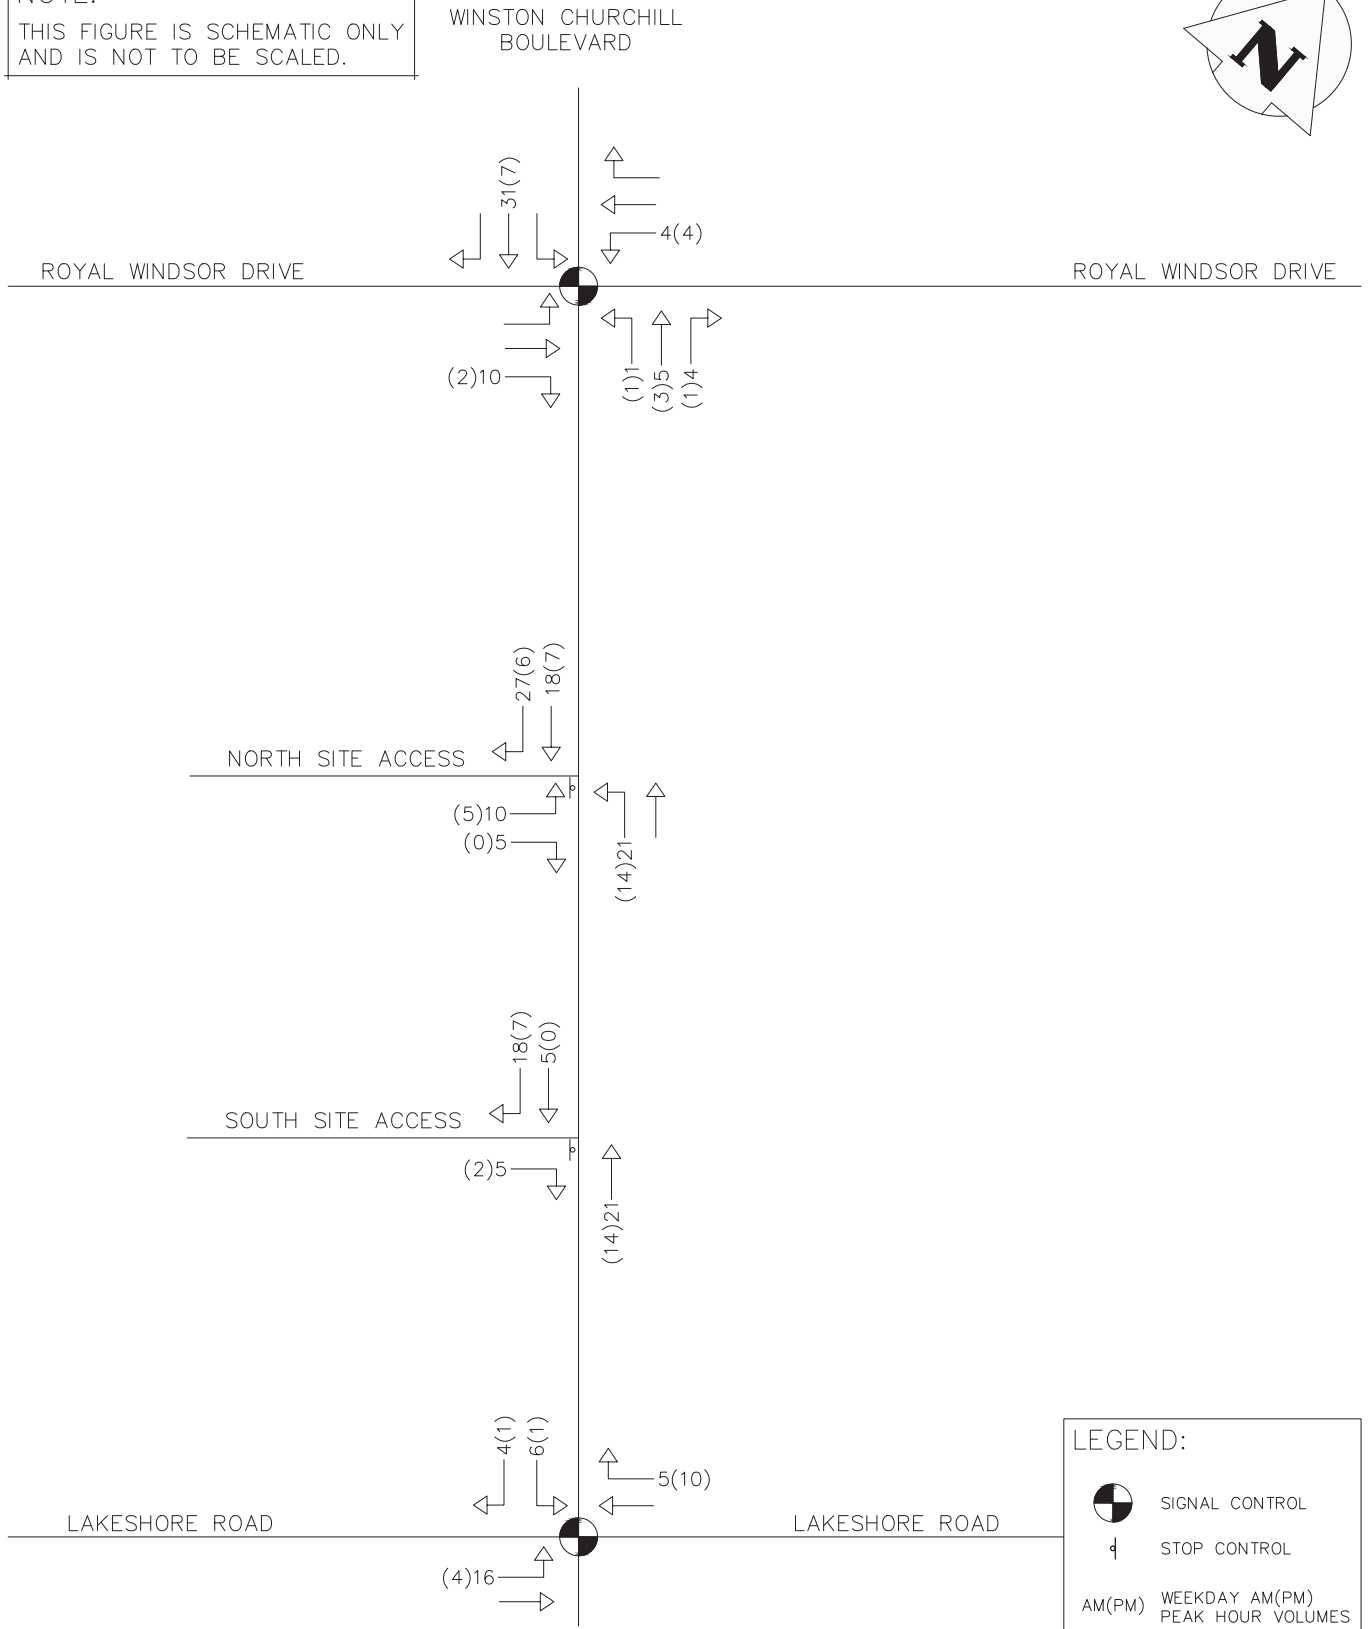 NOTE:
THIS FIGURE IS SCHEMATIC ONLY
AND IS NOT TO BE SCALED.
WINSTON CHURCHILL
BOULEVARD
N
31(7)
4(4)
ROYAL WINDSOR DRIVE
ROYAL WINDSOR DRIVE
(2)10
(1)1
(3)5
(1)4
27(6)
18(7)
NORTH SITE ACCESS
(5)10
(0)5
(14)21
18(7)
5(0)
SOUTH SITE ACCESS
(2)5
(14)21
4(1)
6(1)
5(10)
LAKESHORE ROAD
LAKESHORE ROAD
(4)16
LEGEND:
SIGNAL CONTROL
STOP CONTROL
AM(PM) WEEKDAY AM(PM)
PEAK HOUR VOLUMES